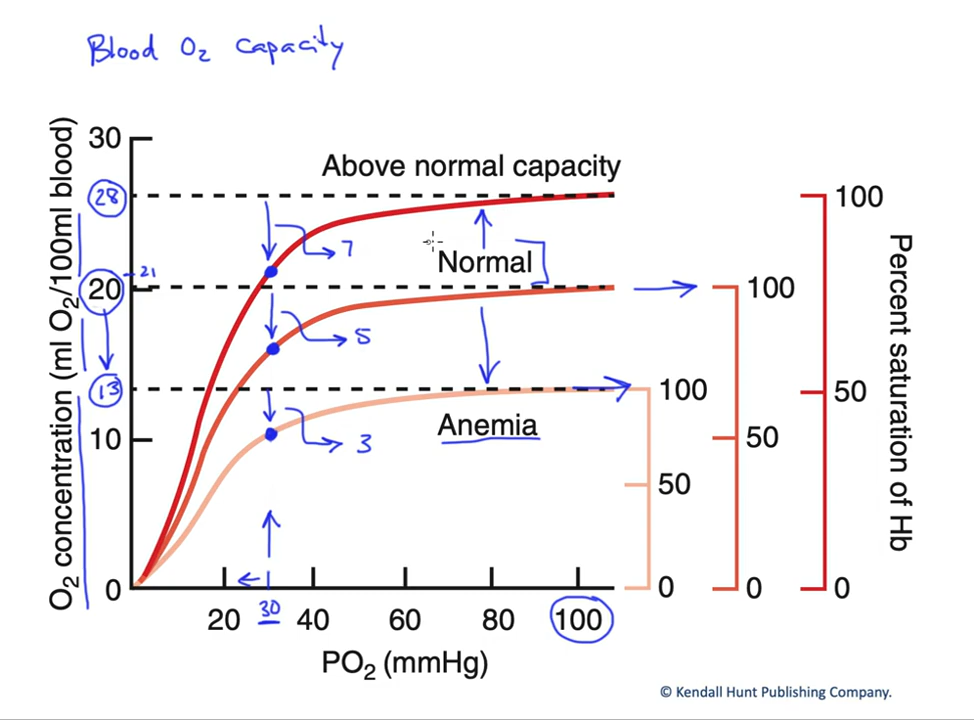 Blood O₂ capacity
O₂ concentration (ml O₂/100ml blood)
30
28
21
20
13
10
0
Above normal capacity
7
Normal
5
Anemia
3
20 30 40 60 80 100
PO₂ (mmHg)
100
50
0
100
50
0
100
50
0
Percent saturation of Hb
© Kendall Hunt Publishing Company.